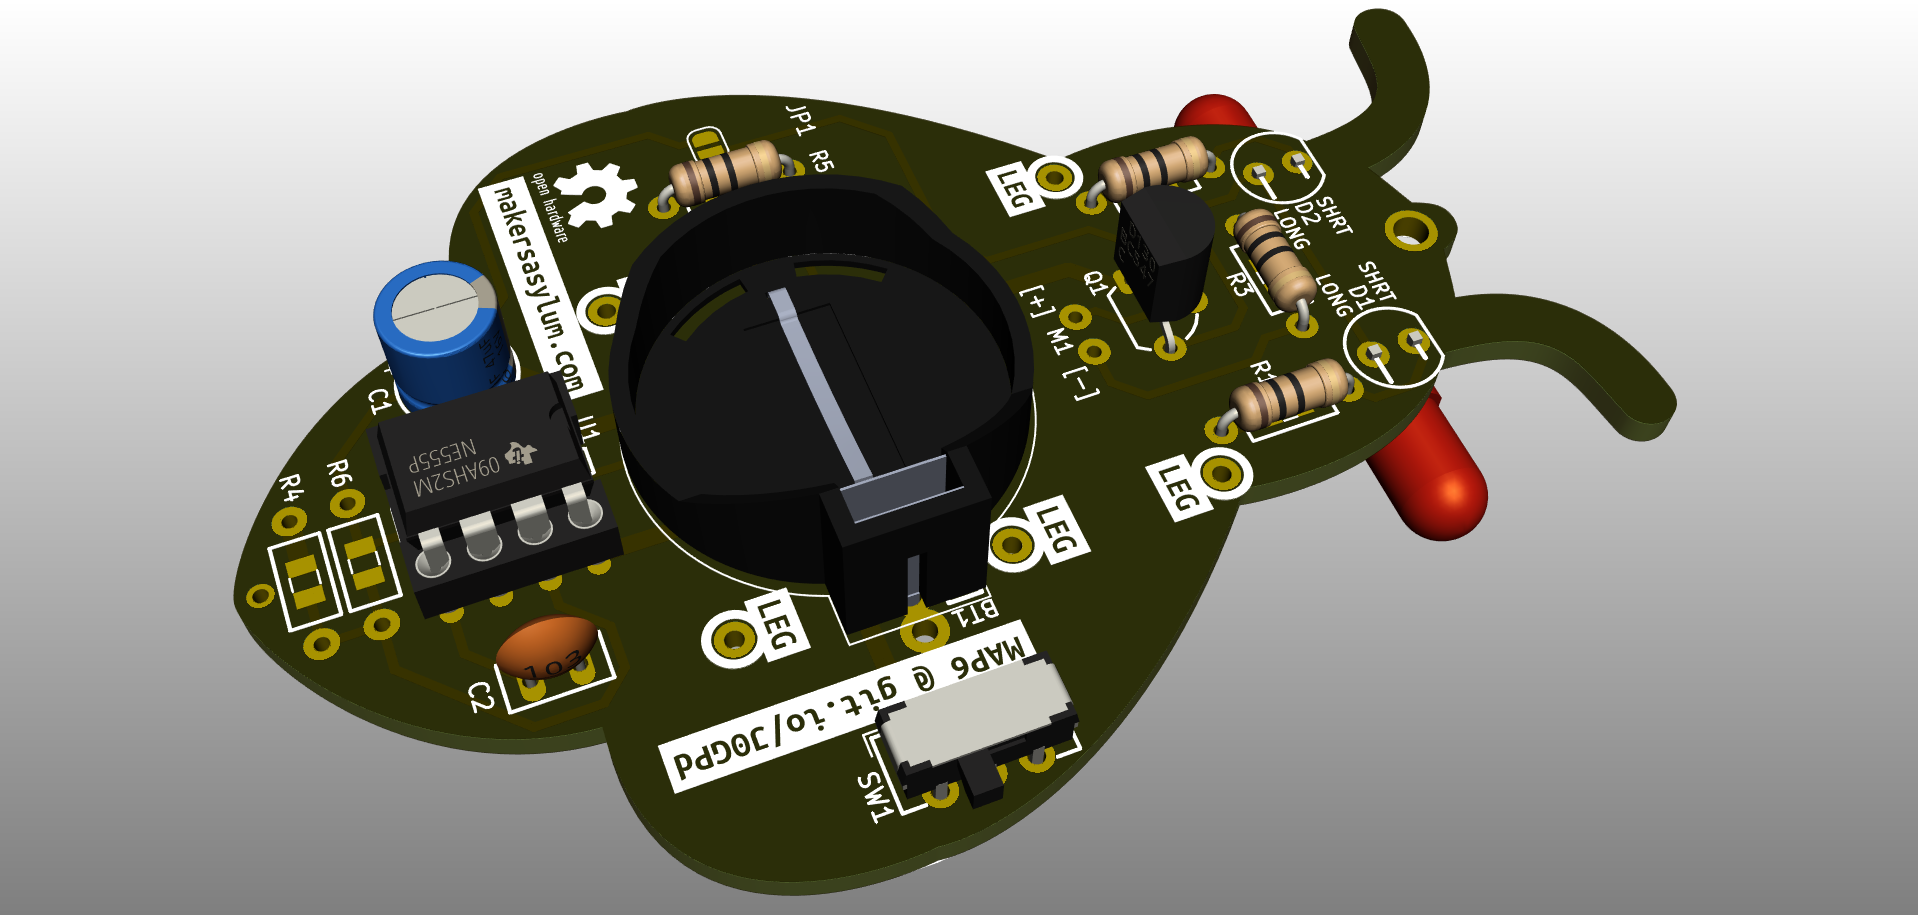 JP1
R5
open hardware
makersasylum.com
LEG
SHRT
D2
LONG
SHRT
D1
LONG
R3
Q1
[+] M1 [-]
R1
C1
U1
NE555P
09AHS2M
R4
R6
LEG
LEG
LEG
BT1
C2
103
MAP6 @ git.io/J0GPd
SW1